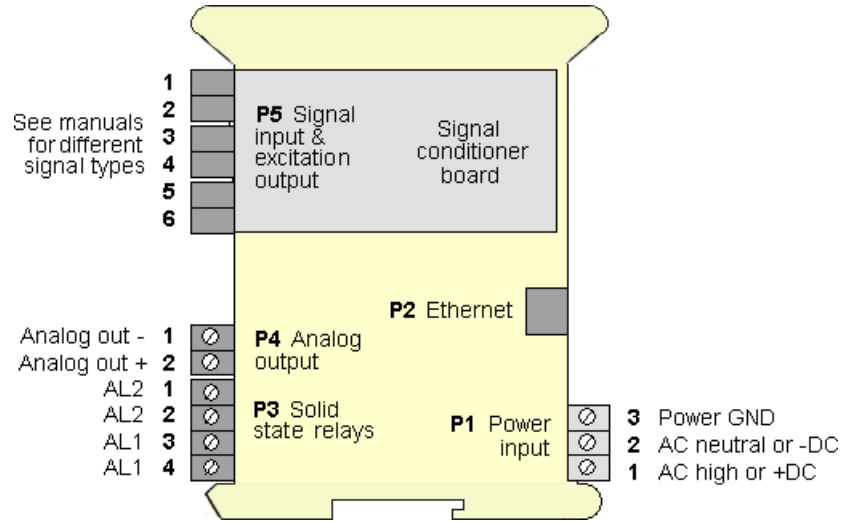 See manuals
for different
signal types
1
2
3
4
5
6
P5 Signal
input &
excitation
output
Signal
conditioner
board
P2 Ethernet
Analog out - 1
Analog out + 2
P4 Analog
output
AL2 1
AL2 2
AL1 3
AL1 4
P3 Solid
state relays
P1 Power
input
3 Power GND
2 AC neutral or -DC
1 AC high or +DC